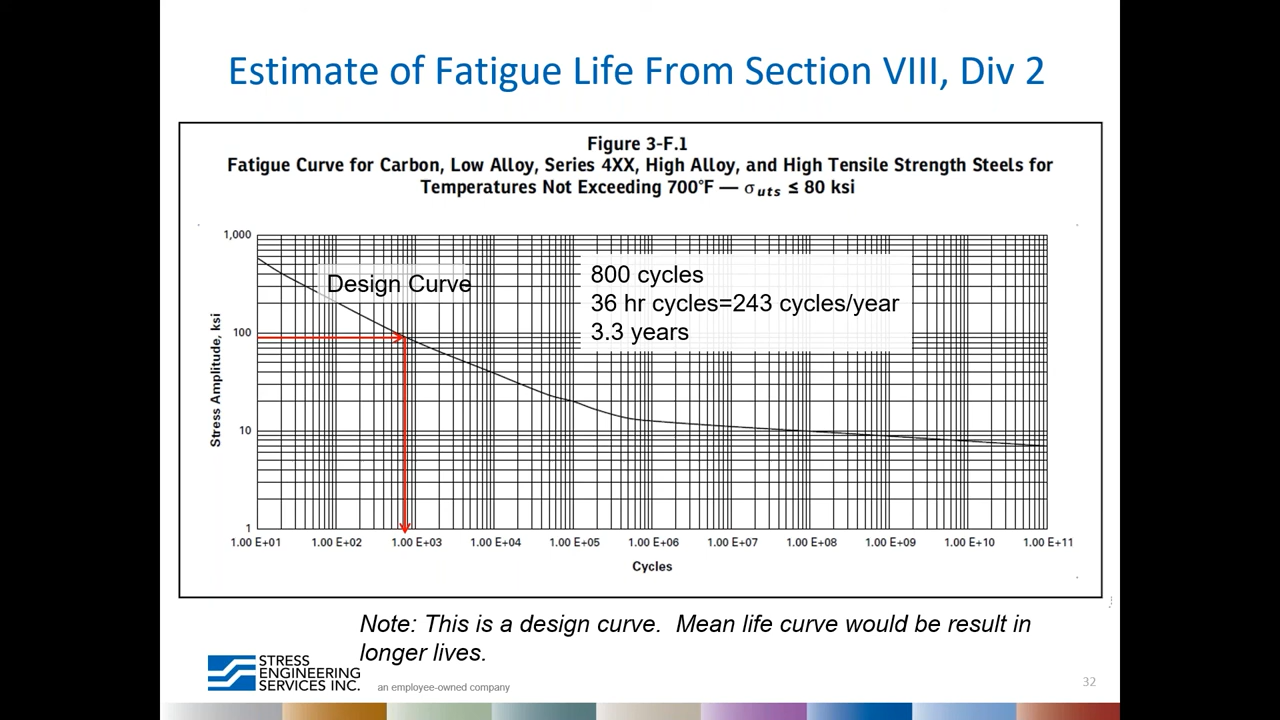 Estimate of Fatigue Life From Section VIII, Div 2
Figure 3-F.1
Fatigue Curve for Carbon, Low Alloy, Series 4XX, High Alloy, and High Tensile Strength Steels for
Temperatures Not Exceeding 700°F — σuts ≤ 80 ksi
1,000
100
10
1
Stress Amplitude, ksi
Design Curve
800 cycles
36 hr cycles=243 cycles/year
3.3 years
1.00 E+01 1.00 E+02 1.00 E+03 1.00 E+04 1.00 E+05 1.00 E+06 1.00 E+07 1.00 E+08 1.00 E+09 1.00 E+10 1.00 E+11
Cycles
Note: This is a design curve. Mean life curve would be result in
longer lives.
STRESS
ENGINEERING
SERVICES INC.
an employee-owned company
32